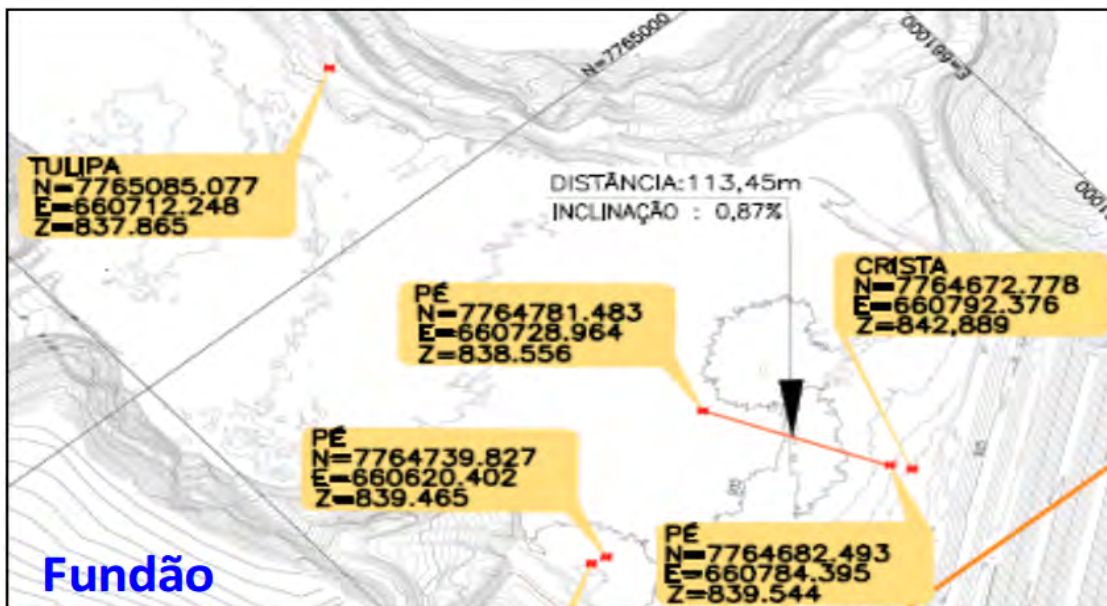 N=7765000
E=661000
TULIPA
N=7765085.077
E=660712.248
Z=837.865
DISTÂNCIA:113,45m
INCLINAÇÃO : 0,87%
CRISTA
N=7764672.778
E=660792.376
Z=842,889
PÉ
N=7764781.483
E=660728.964
Z=838.556
PÉ
N=7764739.827
E=660620.402
Z=839.465
PÉ
N=7764682.493
E=660784.395
Z=839.544
Fundão